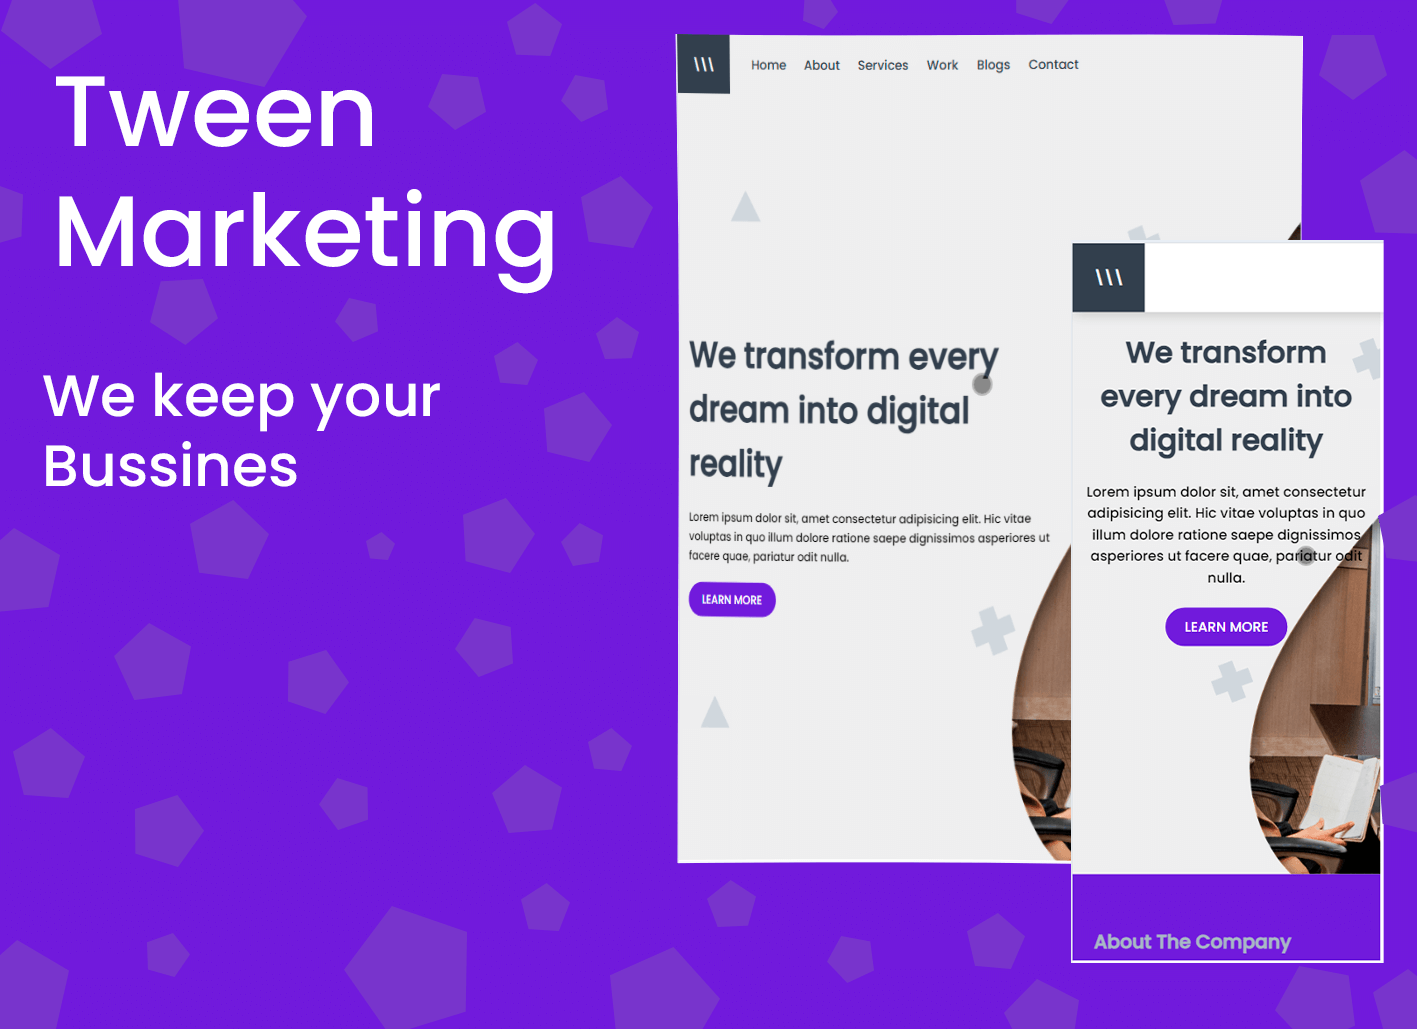 Tween
Marketing
We keep your
Bussines
Home About Services Work Blogs Contact
We transform every
dream into digital
reality
Lorem ipsum dolor sit, amet consectetur adipisicing elit. Hic vitae
voluptas in quo illum dolore ratione saepe dignissimos asperiores ut
facere quae, pariatur odit nulla.
LEARN MORE
We transform
every dream into
digital reality
Lorem ipsum dolor sit, amet consectetur
adipisicing elit. Hic vitae voluptas in quo
illum dolore ratione saepe dignissimos
asperiores ut facere quae, pariatur odit
nulla.
LEARN MORE
About The Company